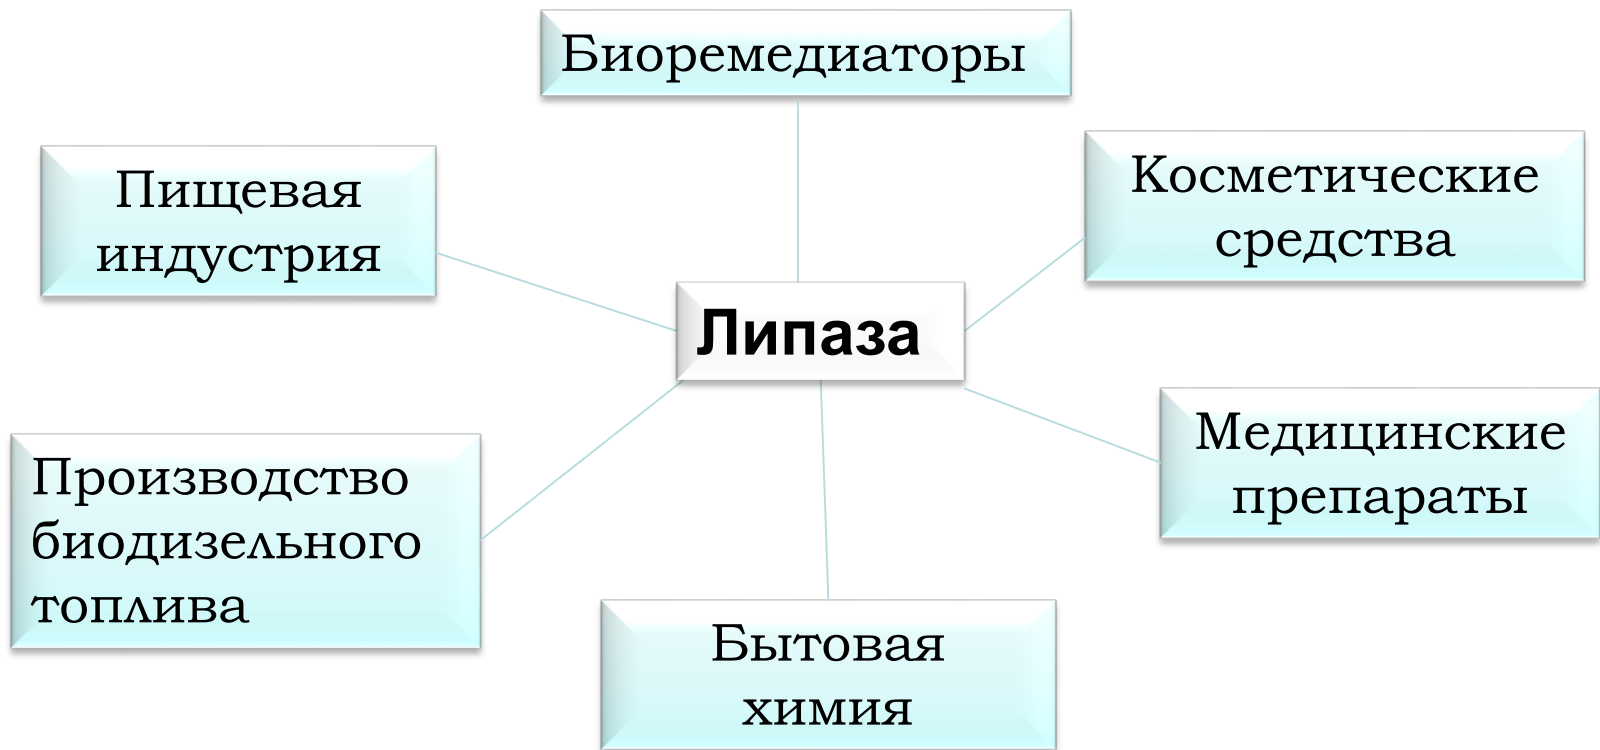 Биоремедиаторы
Пищевая
индустрия
Косметические
средства
Липаза
Медицинские
препараты
Производство
биодизельного
топлива
Бытовая
химия